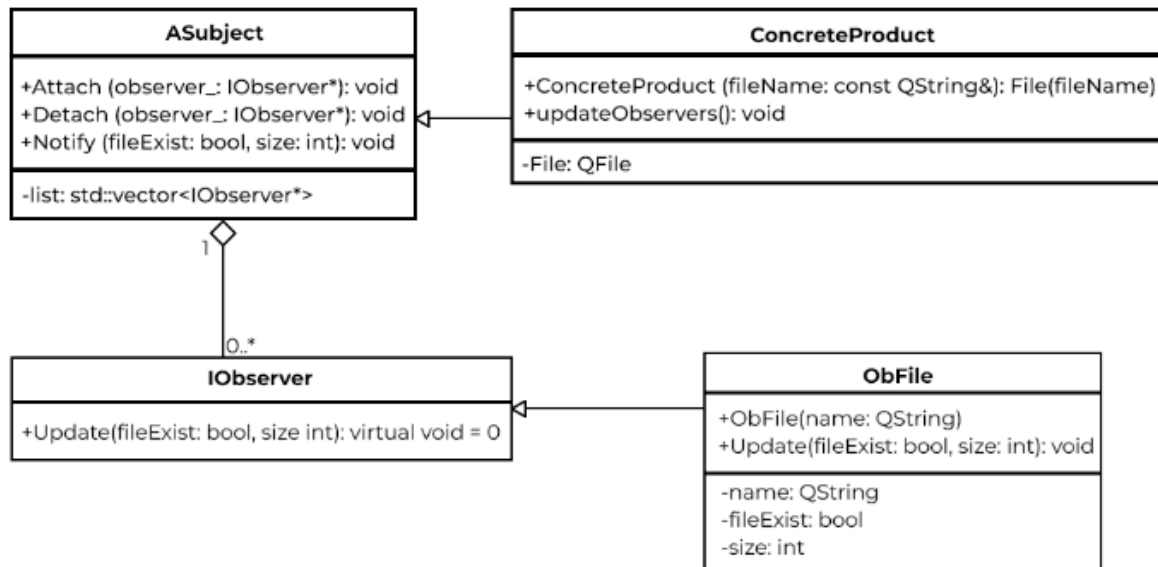 ASubject
+Attach (observer_: IObserver*): void
+Detach (observer_: IObserver*): void
+Notify (fileExist: bool, size: int): void
-list: std::vector<IObserver*>
ConcreteProduct
+ConcreteProduct (fileName: const QString&): File(fileName)
+updateObservers(): void
-File: QFile
1
0..*
IObserver
+Update(fileExist: bool, size int): virtual void = 0
ObFile
+ObFile(name: QString)
+Update(fileExist: bool, size: int): void
-name: QString
-fileExist: bool
-size: int